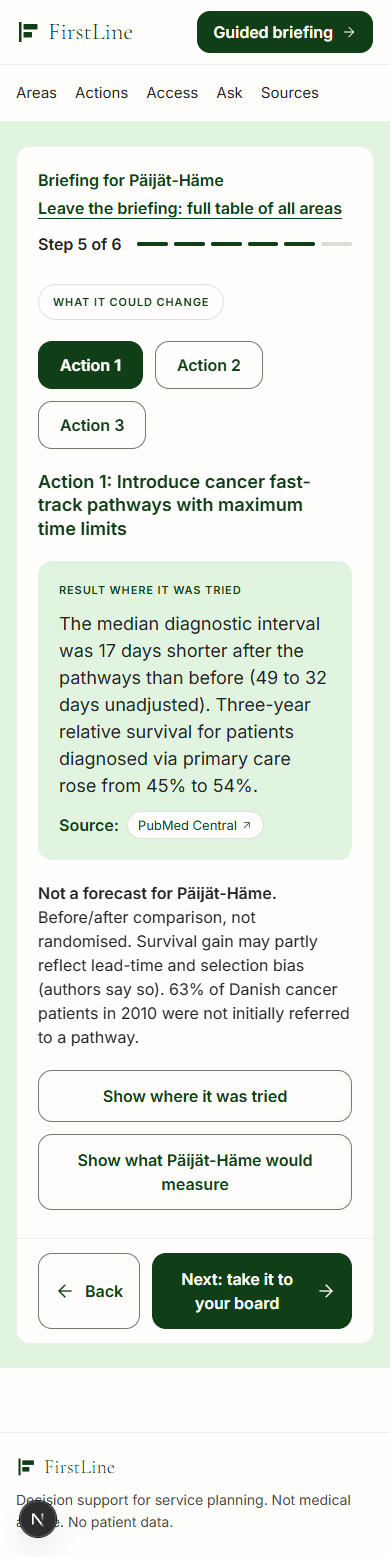 FirstLine
Guided briefing →
Areas Actions Access Ask Sources
Briefing for Päijät-Häme
Leave the briefing: full table of all areas
Step 5 of 6
WHAT IT COULD CHANGE
Action 1
Action 2
Action 3
Action 1: Introduce cancer fast-
track pathways with maximum
time limits
RESULT WHERE IT WAS TRIED
The median diagnostic interval
was 17 days shorter after the
pathways than before (49 to 32
days unadjusted). Three-year
relative survival for patients
diagnosed via primary care
rose from 45% to 54%.
Source: PubMed Central ↗
Not a forecast for Päijät-Häme.
Before/after comparison, not
randomised. Survival gain may partly
reflect lead-time and selection bias
(authors say so). 63% of Danish cancer
patients in 2010 were not initially referred
to a pathway.
Show where it was tried
Show what Päijät-Häme would
measure
← Back
Next: take it to
your board →
FirstLine
Decision support for service planning. Not medical
N
No patient data.